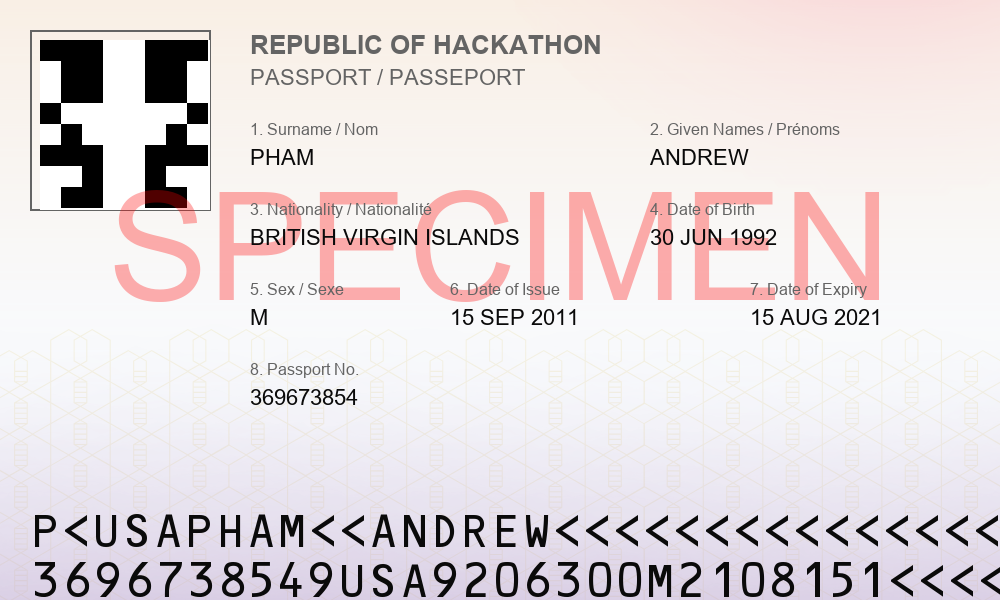 REPUBLIC OF HACKATHON
PASSPORT / PASSEPORT
1. Surname / Nom
2. Given Names / Prénoms
PHAM
ANDREW
SPECIMEN
3. Nationality / Nationalité
4. Date of Birth
BRITISH VIRGIN ISLANDS
30 JUN 1992
5. Sex / Sexe
6. Date of Issue
7. Date of Expiry
M
15 SEP 2011
15 AUG 2021
8. Passport No.
369673854
P<USAPHAM<<ANDREW<<<<<<<<<<<<<<<
3696738549USA9206300M2108151<<<<